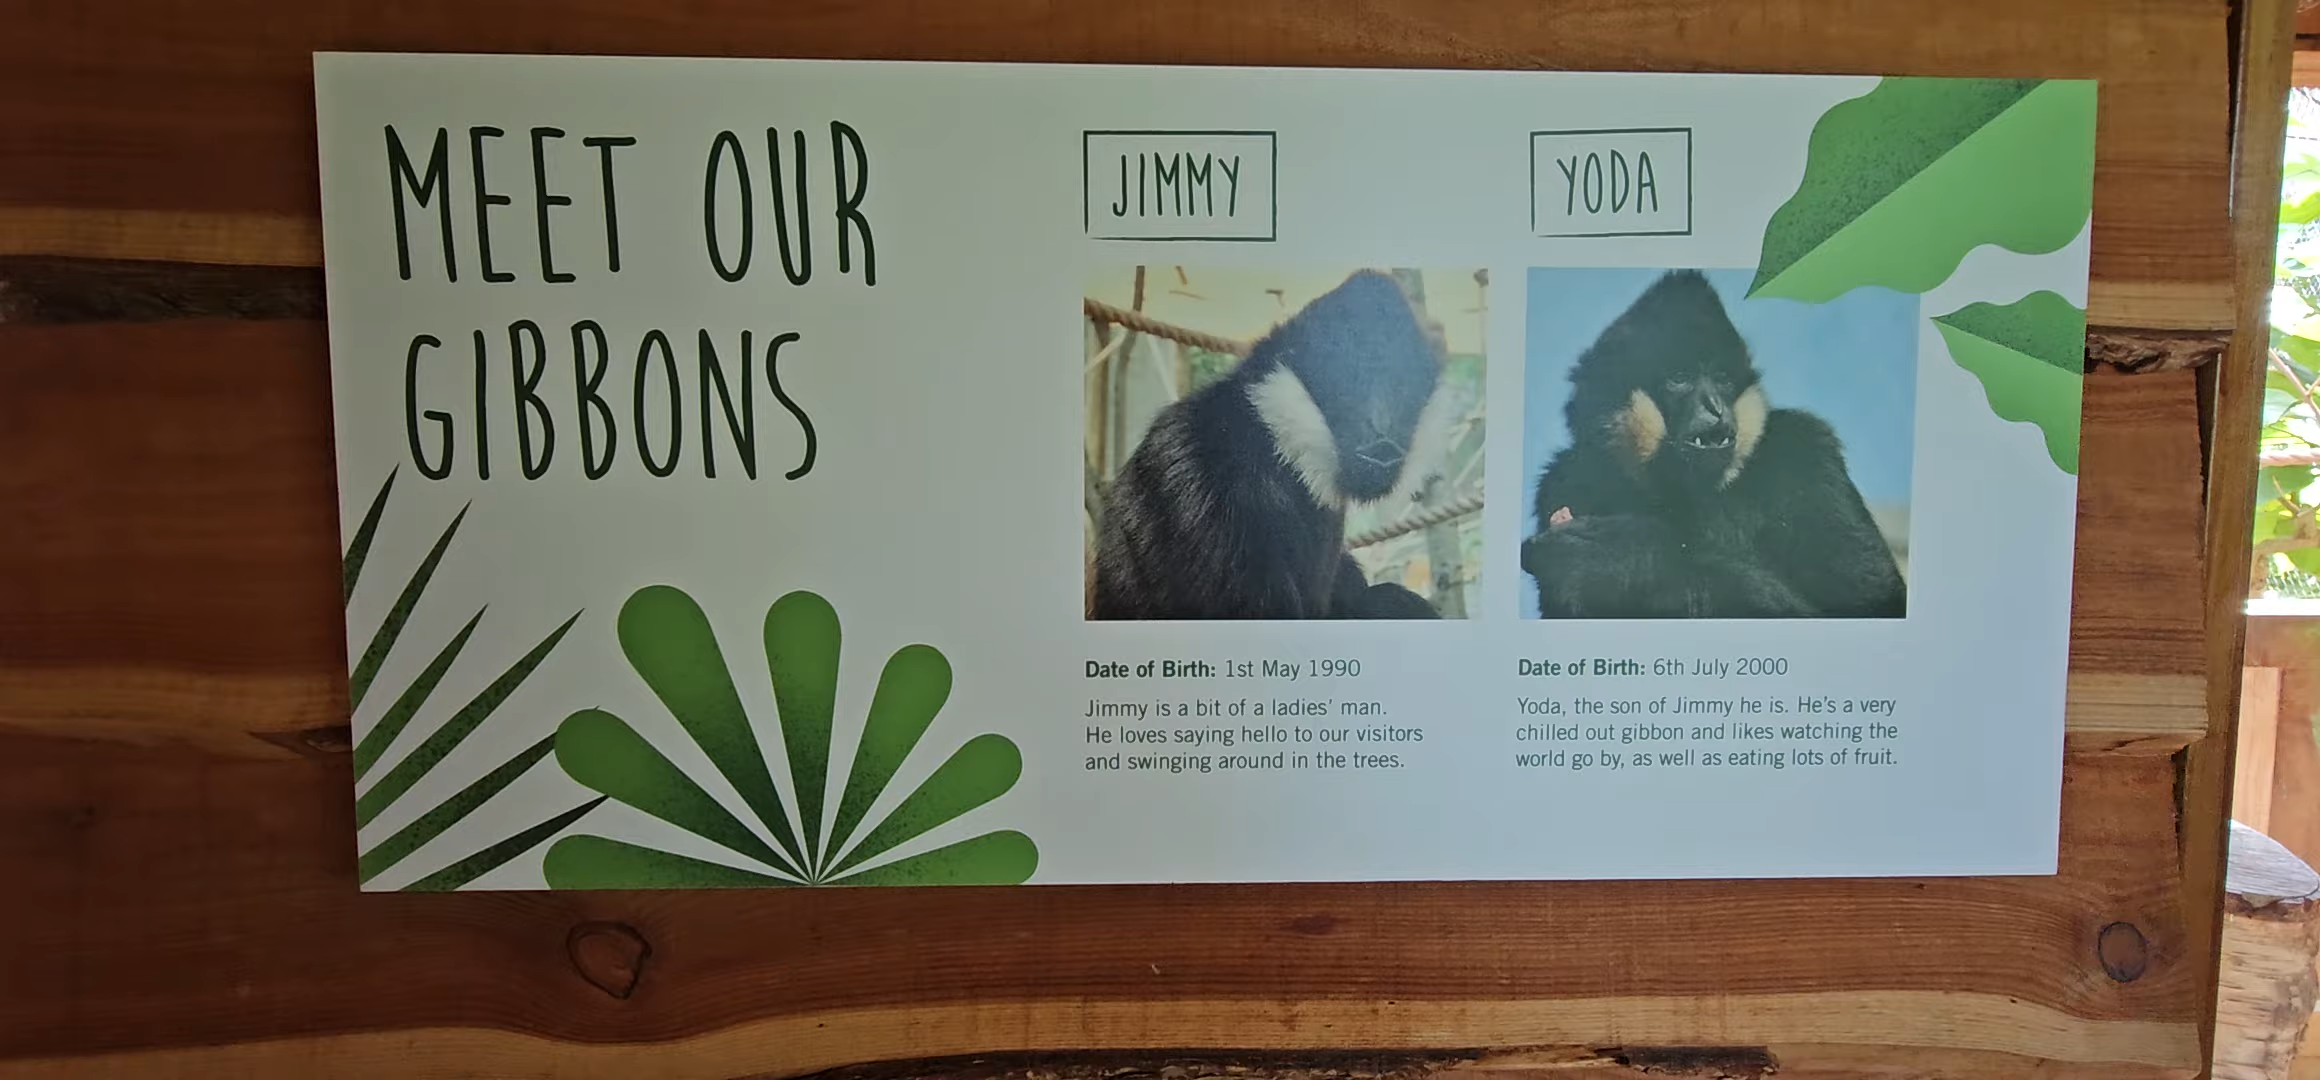 MEET OUR
GIBBONS
JIMMY
Date of Birth: 1st May 1990
Jimmy is a bit of a ladies' man.
He loves saying hello to our visitors
and swinging around in the trees.
YODA
Date of Birth: 6th July 2000
Yoda, the son of Jimmy he is. He's a very
chilled out gibbon and likes watching the
world go by, as well as eating lots of fruit.